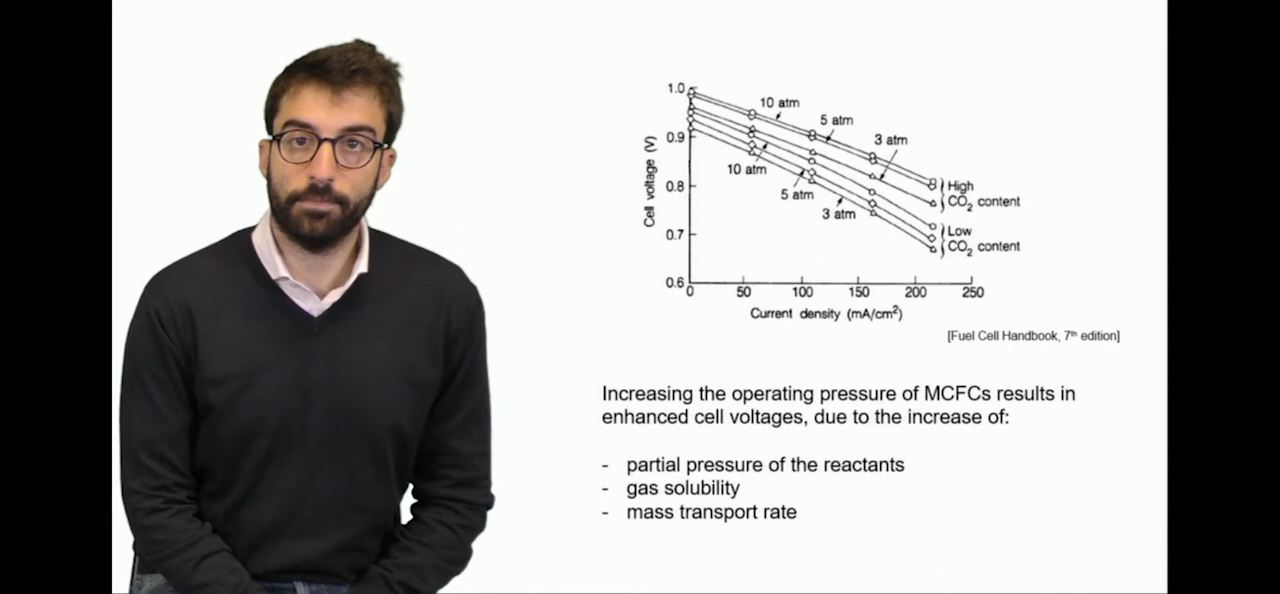 1.0
0.9
0.8
0.7
0.6
Cell voltage (V)
10 atm
5 atm
3 atm
10 atm
5 atm
3 atm
High
CO2 content
Low
CO2 content
0 50 100 150 200 250
Current density (mA/cm²)
[Fuel Cell Handbook, 7th edition]
Increasing the operating pressure of MCFCs results in
enhanced cell voltages, due to the increase of:
- partial pressure of the reactants
- gas solubility
- mass transport rate